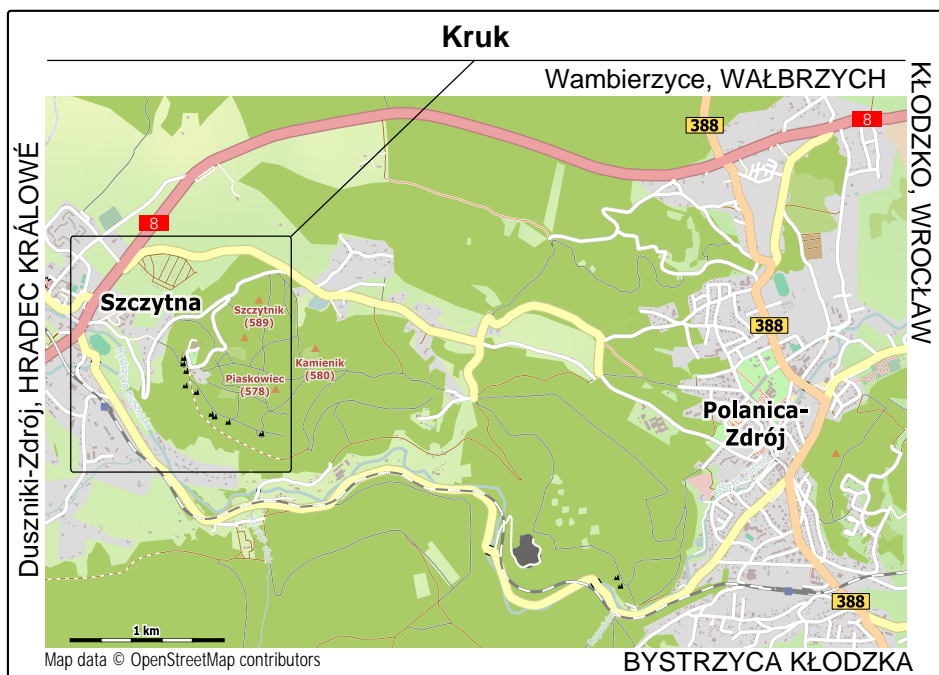 Kruk
Wambierzyce, WAŁBRZYCH
KŁODZKO, WROCŁAW
Duszniki-Zdrój, HRADEC KRÁLOWÉ
388
8
8
Szczytna
Szczytnik
(589)
388
Kamienik
(580)
Piaskowiec
(578)
Polanica-
Zdrój
388
1 km
Map data © OpenStreetMap contributors
BYSTRZYCA KŁODZKA